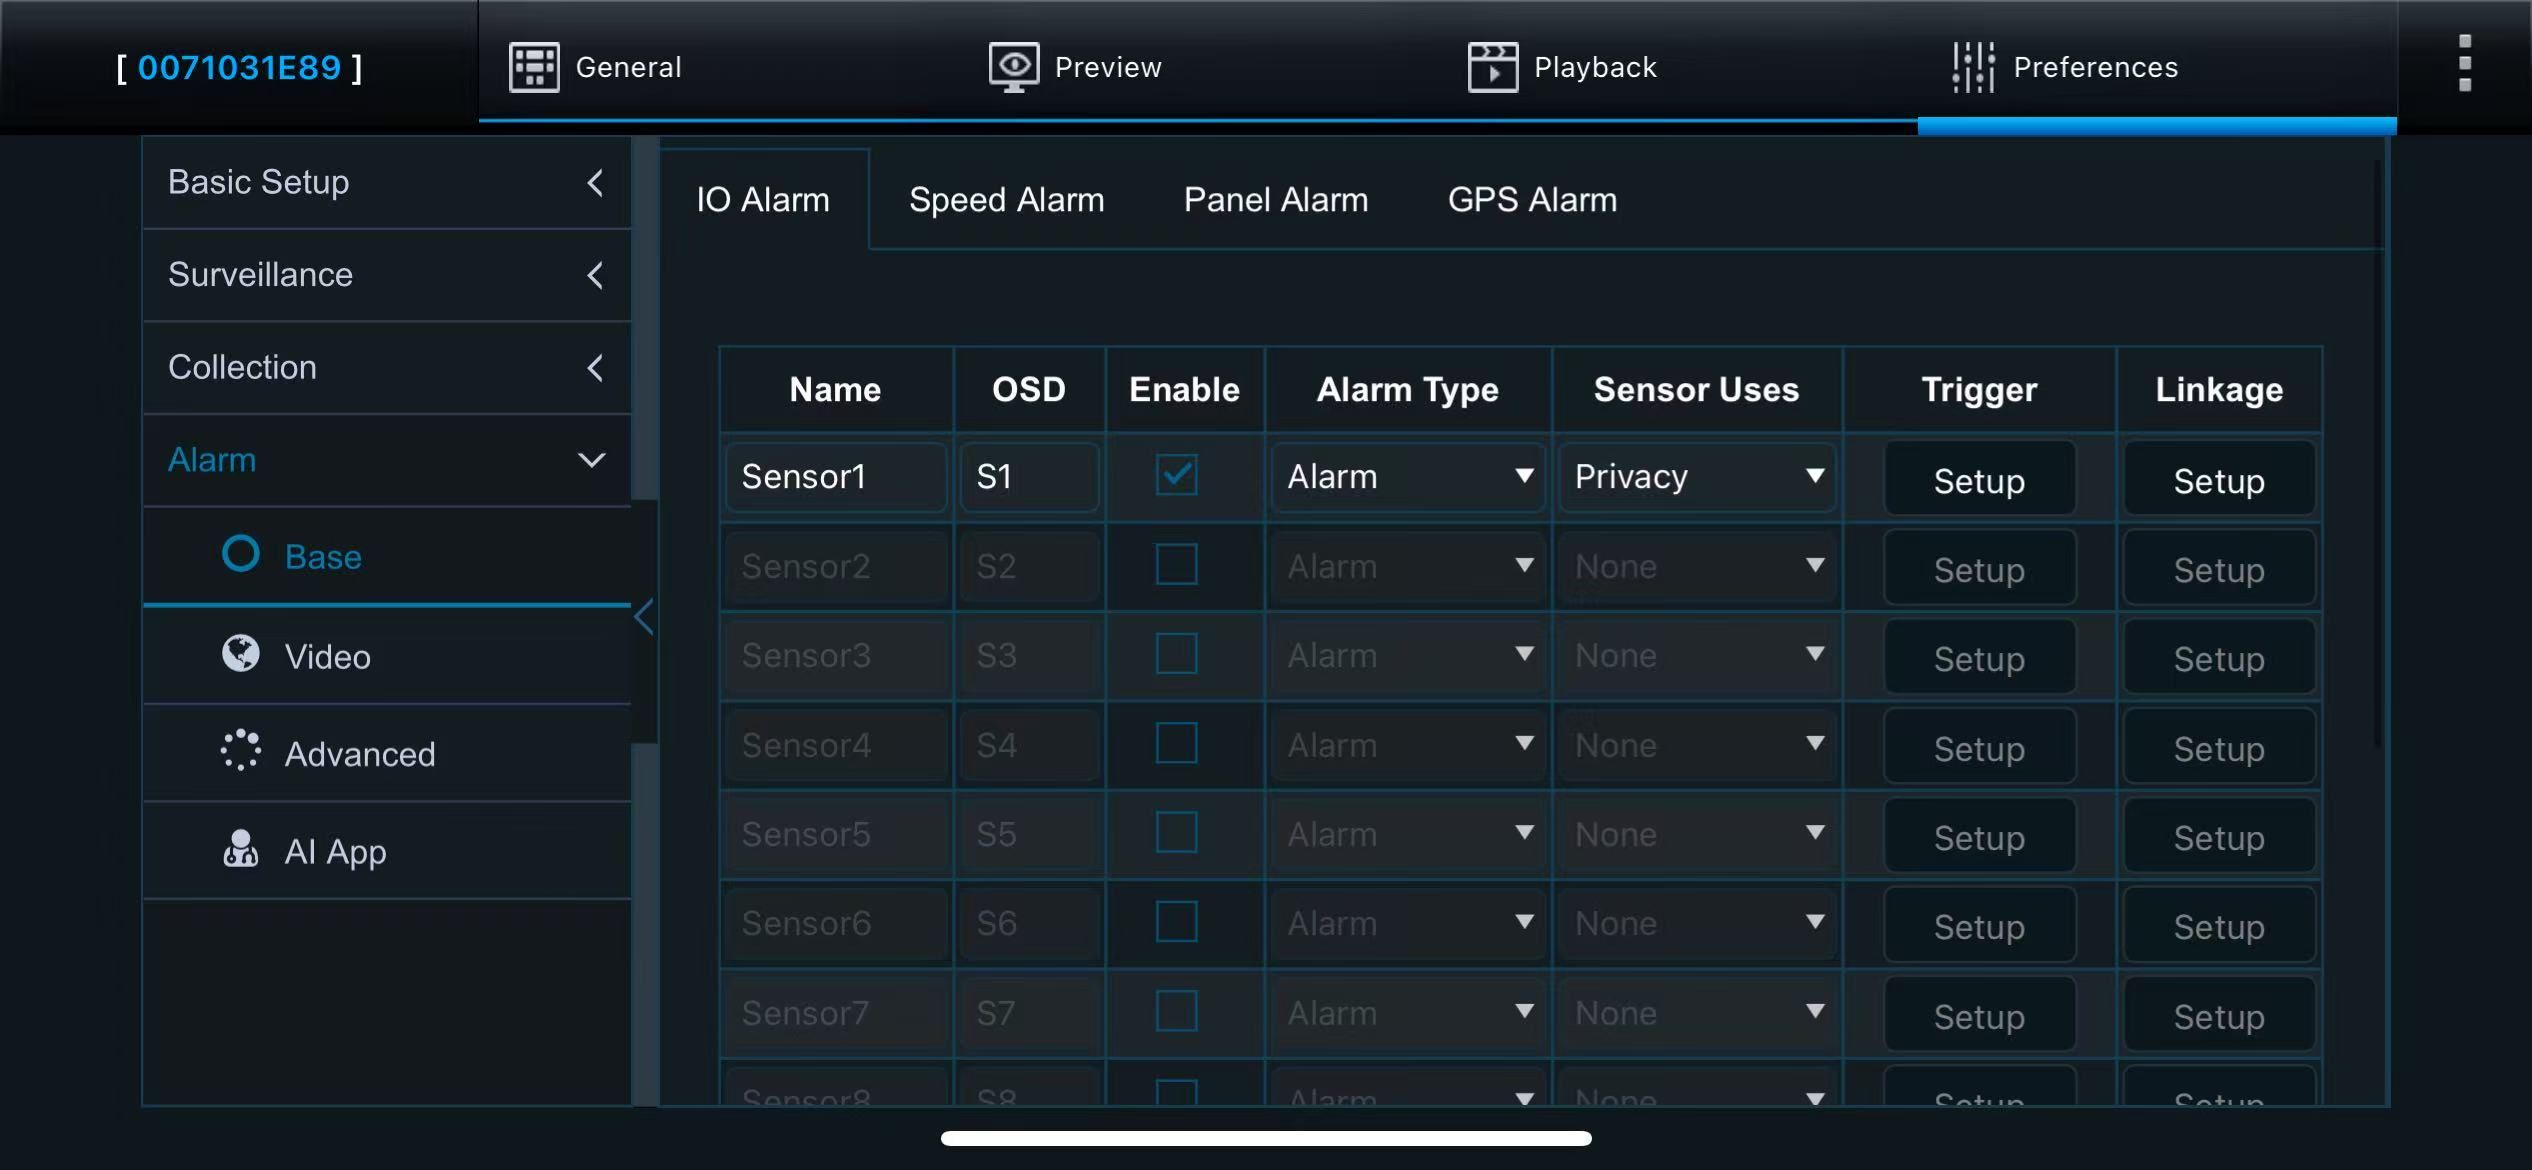 [ 0071031E89 ]
General
Preview
Playback
Preferences
Basic Setup
Surveillance
Collection
Alarm
Base
Video
Advanced
AI App
IO Alarm Speed Alarm Panel Alarm GPS Alarm
Name OSD Enable Alarm Type Sensor Uses Trigger Linkage
Sensor1 S1 Alarm Privacy Setup Setup
Sensor2 S2 Alarm None Setup Setup
Sensor3 S3 Alarm None Setup Setup
Sensor4 S4 Alarm None Setup Setup
Sensor5 S5 Alarm None Setup Setup
Sensor6 S6 Alarm None Setup Setup
Sensor7 S7 Alarm None Setup Setup
Sensor8 S8 Alarm None Setup Setup